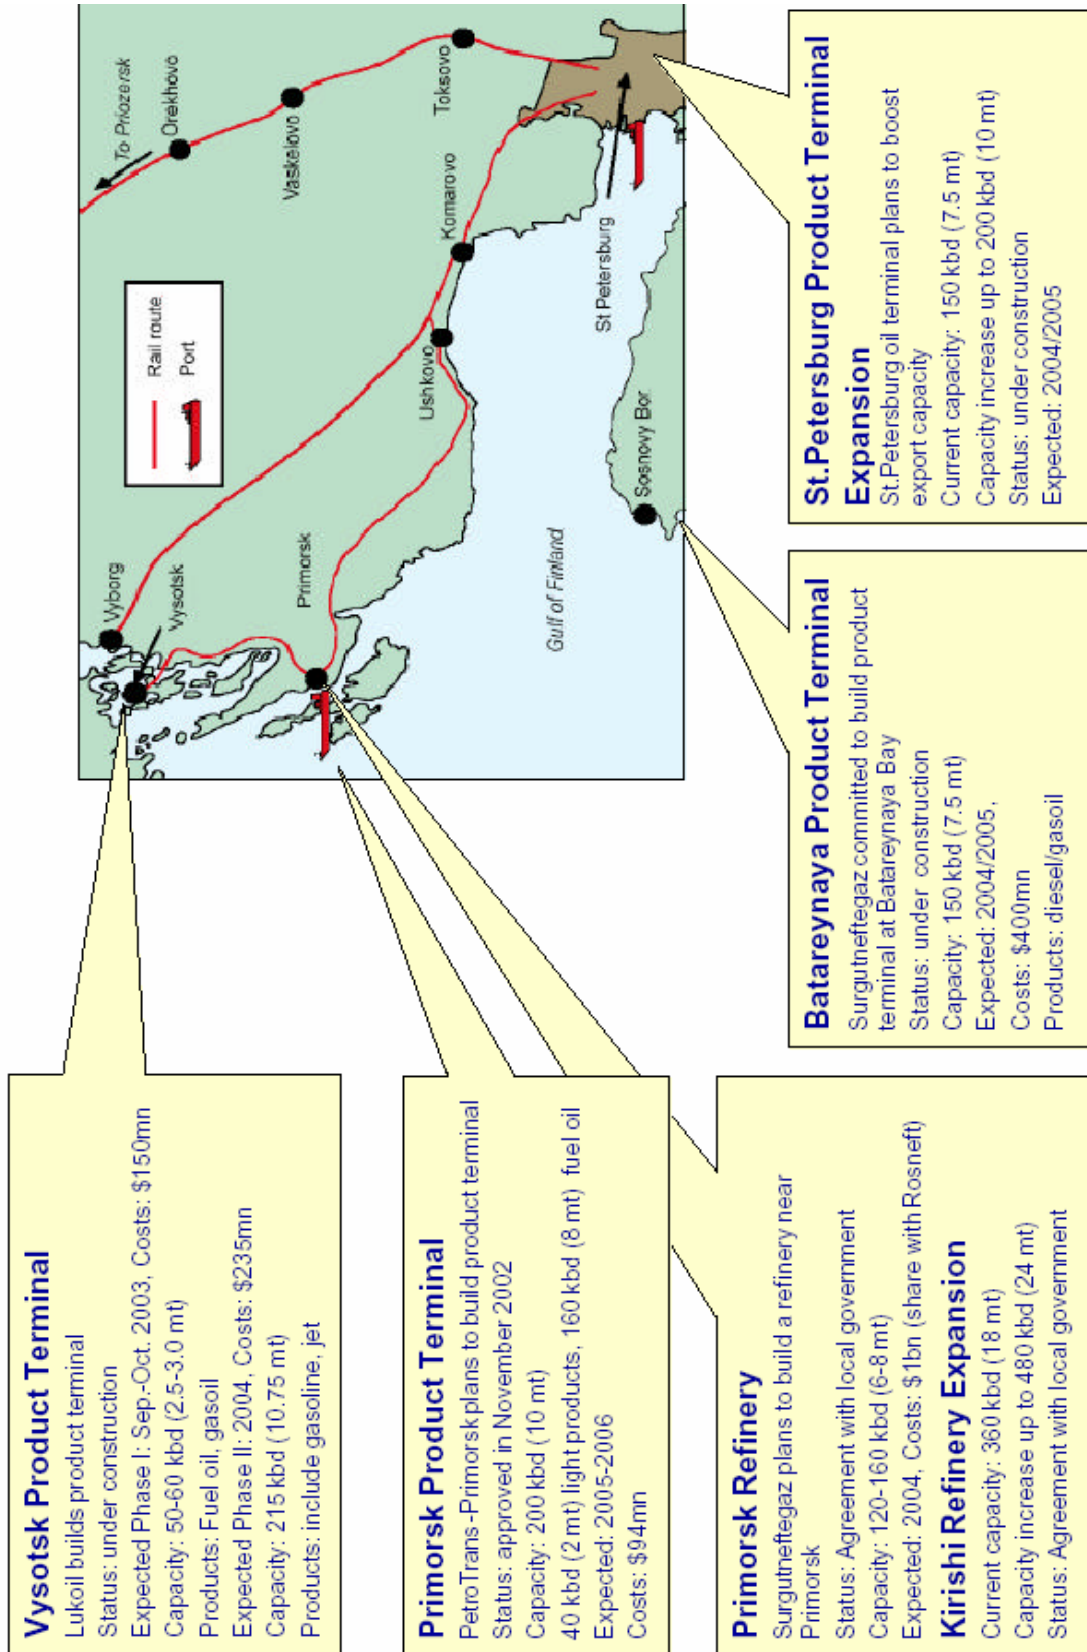 Vysotsk Product Terminal
Lukoil builds product terminal
Status: under construction
Expected Phase I: Sep.-Oct. 2003, Costs: $150mn
Capacity: 50-60 kbd (2.5-3.0 mt)
Products: Fuel oil, gasoil
Expected Phase II: 2004, Costs: $235mn
Capacity: 215 kbd (10.75 mt)
Products: include gasoline, jet
Primorsk Product Terminal
PetroTrans-Primorsk plans to build product terminal
Status: approved in November 2002
Capacity: 200 kbd (10 mt)
40 kbd (2 mt) light products, 160 kbd (8 mt) fuel oil
Expected: 2005-2006
Costs: $94mn
Primorsk Refinery
Surgutneftegaz plans to build a refinery near
Primorsk
Status: Agreement with local government
Capacity: 120-160 kbd (6-8 mt)
Expected: 2004, Costs: $1bn (share with Rosneft)
Kirishi Refinery Expansion
Current capacity: 360 kbd (18 mt)
Capacity increase up to 480 kbd (24 mt)
Status: Agreement with local government
Vyborg
Vysotsk
Primorsk
Rail route
Port
To Priozersk
Orekhovo
Vaskelovo
Toksovo
Komarovo
Ushkovo
St Petersburg
Gulf of Finland
Sosnovy Bor
Batareynaya Product Terminal
Surgutneftegaz committed to build product
terminal at Batareynaya Bay
Status: under construction
Capacity: 150 kbd (7.5 mt)
Expected: 2004/2005,
Costs: $400mn
Products: diesel/gasoil
St.Petersburg Product Terminal
Expansion
St.Petersburg oil terminal plans to boost
export capacity
Current capacity: 150 kbd (7.5 mt)
Capacity increase up to 200 kbd (10 mt)
Status: under construction
Expected: 2004/2005